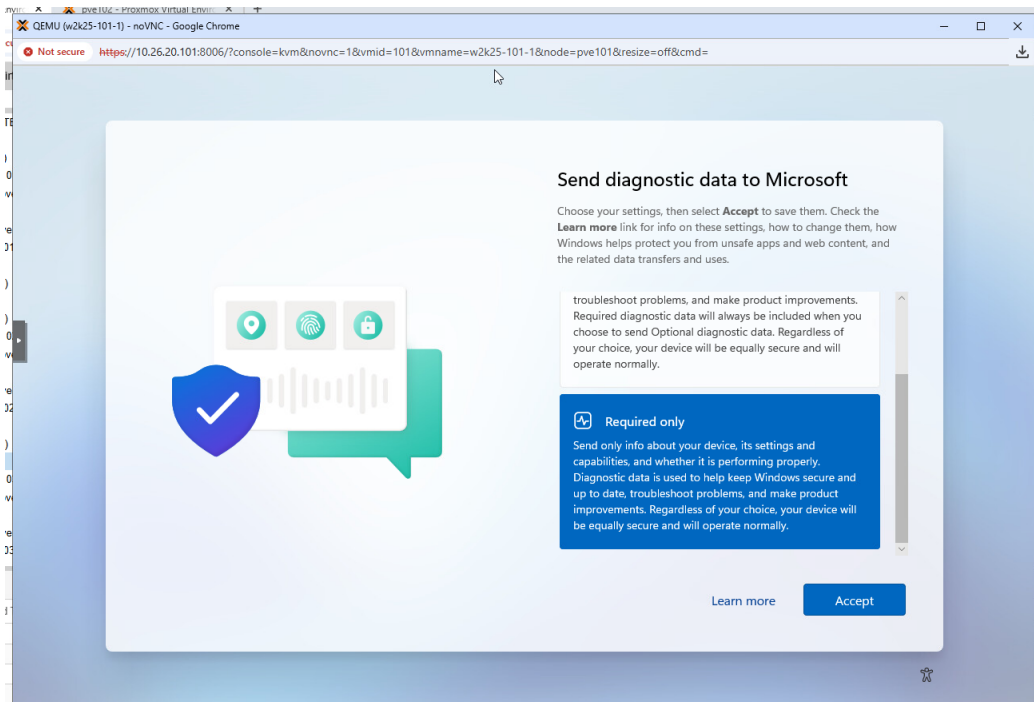 pve102 - Proxmox Virtual Envir
QEMU (w2k25-101-1) - noVNC - Google Chrome
Not secure https://10.26.20.101:8006/?console=kvm&novnc=1&vmid=101&vmname=w2k25-101-1&node=pve101&resize=off&cmd=
Send diagnostic data to Microsoft
Choose your settings, then select Accept to save them. Check the
Learn more link for info on these settings, how to change them, how
Windows helps protect you from unsafe apps and web content, and
the related data transfers and uses.
troubleshoot problems, and make product improvements.
Required diagnostic data will always be included when you
choose to send Optional diagnostic data. Regardless of
your choice, your device will be equally secure and will
operate normally.
Required only
Send only info about your device, its settings and
capabilities, and whether it is performing properly.
Diagnostic data is used to help keep Windows secure and
up to date, troubleshoot problems, and make product
improvements. Regardless of your choice, your device will
be equally secure and will operate normally.
Learn more
Accept